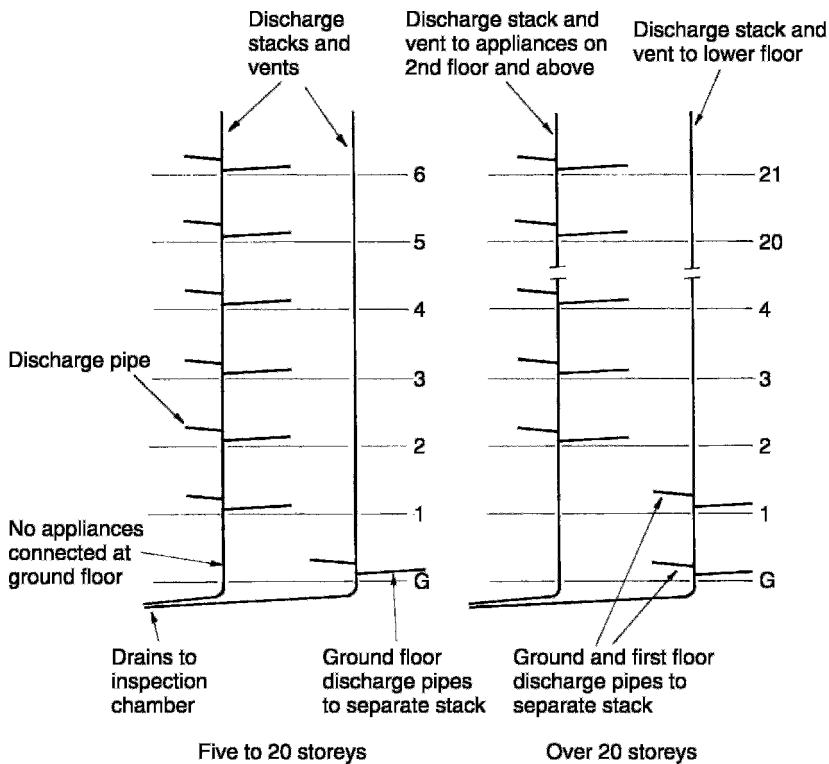 Discharge
stacks and
vents
Discharge stack and
vent to appliances on
2nd floor and above
Discharge stack and
vent to lower floor
6
5
4
3
2
1
G
21
20
4
3
2
1
G
Discharge pipe
No appliances
connected at
ground floor
Drains to
inspection
chamber
Ground floor
discharge pipes
to separate stack
Ground and first floor
discharge pipes to
separate stack
Five to 20 storeys
Over 20 storeys